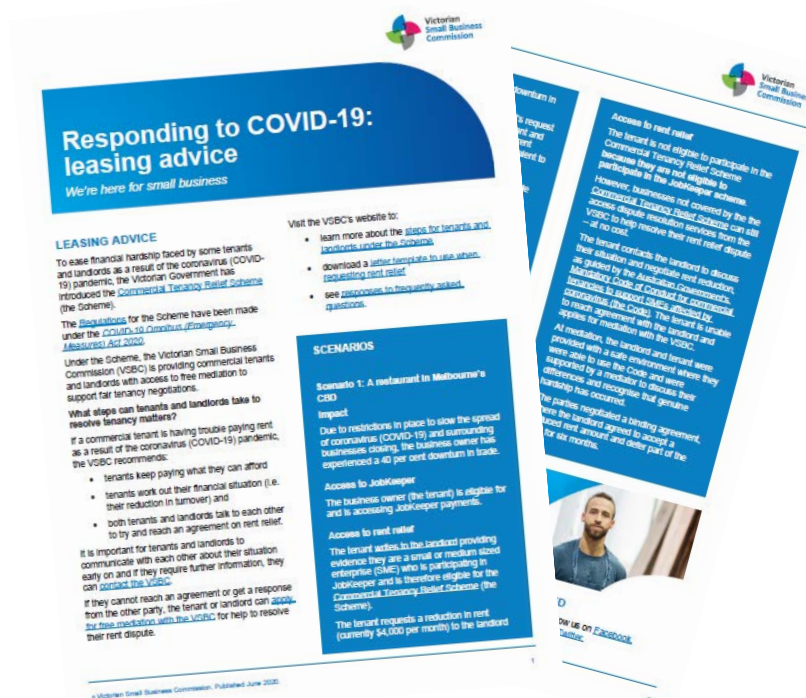 Victorian
Small Business
Commission
Responding to COVID-19:
leasing advice
We're here for small business
LEASING ADVICE
To ease financial hardship faced by some tenants
and landlords as a result of the coronavirus (COVID-
19) pandemic, the Victorian Government has
introduced the Commercial Tenancy Relief Scheme
(the Scheme).
The Regulations for the Scheme have been made
under the COVID-19 Omnibus (Emergency
Measures) Act 2020.
Under the Scheme, the Victorian Small Business
Commission (VSBC) is providing commercial tenants
and landlords with access to free mediation to
support fair tenancy negotiations.
What steps can tenants and landlords take to
resolve tenancy matters?
If a commercial tenant is having trouble paying rent
as a result of the coronavirus (COVID-19) pandemic,
the VSBC recommends:
• tenants keep paying what they can afford
• tenants work out their financial situation (i.e.
their reduction in turnover) and
• both tenants and landlords talk to each other
to try and reach an agreement on rent relief.
It is important for tenants and landlords to
communicate with each other about their situation
early on and if they require further information, they
can contact the VSBC.
If they cannot reach an agreement or get a response
from the other party, the tenant or landlord can apply
for free mediation with the VSBC for help to resolve
their rent dispute.
Visit the VSBC's website to:
• learn more about the steps for tenants and
landlords under the Scheme
• download a letter template to use when
requesting rent relief
• see responses to frequently asked
questions.
SCENARIOS
Scenario 1: A restaurant in Melbourne's
CBD
Impact
Due to restrictions in place to slow the spread
of coronavirus (COVID-19) and surrounding
businesses closing, the business owner has
experienced a 40 per cent downturn in trade.
Access to JobKeeper
The business owner (the tenant) is eligible for
and is accessing JobKeeper payments.
Access to rent relief
The tenant writes to the landlord providing
evidence they are a small or medium sized
enterprise (SME) who is participating in
JobKeeper and is therefore eligible for the
Commercial Tenancy Relief Scheme (the
Scheme).
The tenant requests a reduction in rent
(currently $4,000 per month) to the landlord
Victorian Small Business Commission. Published June 2020.
1
Victorian
Small Business
Commission
downturn in
's request
nt and
rent
lent to
Access to rent relief
The tenant is not eligible to participate in the
Commercial Tenancy Relief Scheme
because they are not eligible to
participate in the JobKeeper scheme.
However, businesses not covered by the the
Commercial Tenancy Relief Scheme can still
access dispute resolution services from the
VSBC to help resolve their rent relief dispute
– at no cost.
The tenant contacts the landlord to discuss
their situation and negotiate rent reduction,
as guided by the Australian Government's
Mandatory Code of Conduct for commercial
tenancies to support SMEs affected by
coronavirus (the Code). The tenant is unable
to reach agreement with the landlord and
applies for mediation with the VSBC.
At mediation, the landlord and tenant were
provided with a safe environment where they
were able to use the Code and were
supported by a mediator to discuss their
differences and recognise that genuine
hardship has occurred.
The parties negotiated a binding agreement,
here the landlord agreed to accept a
duced rent amount and defer part of the
for six months.
ow us on Facebook
Twitter